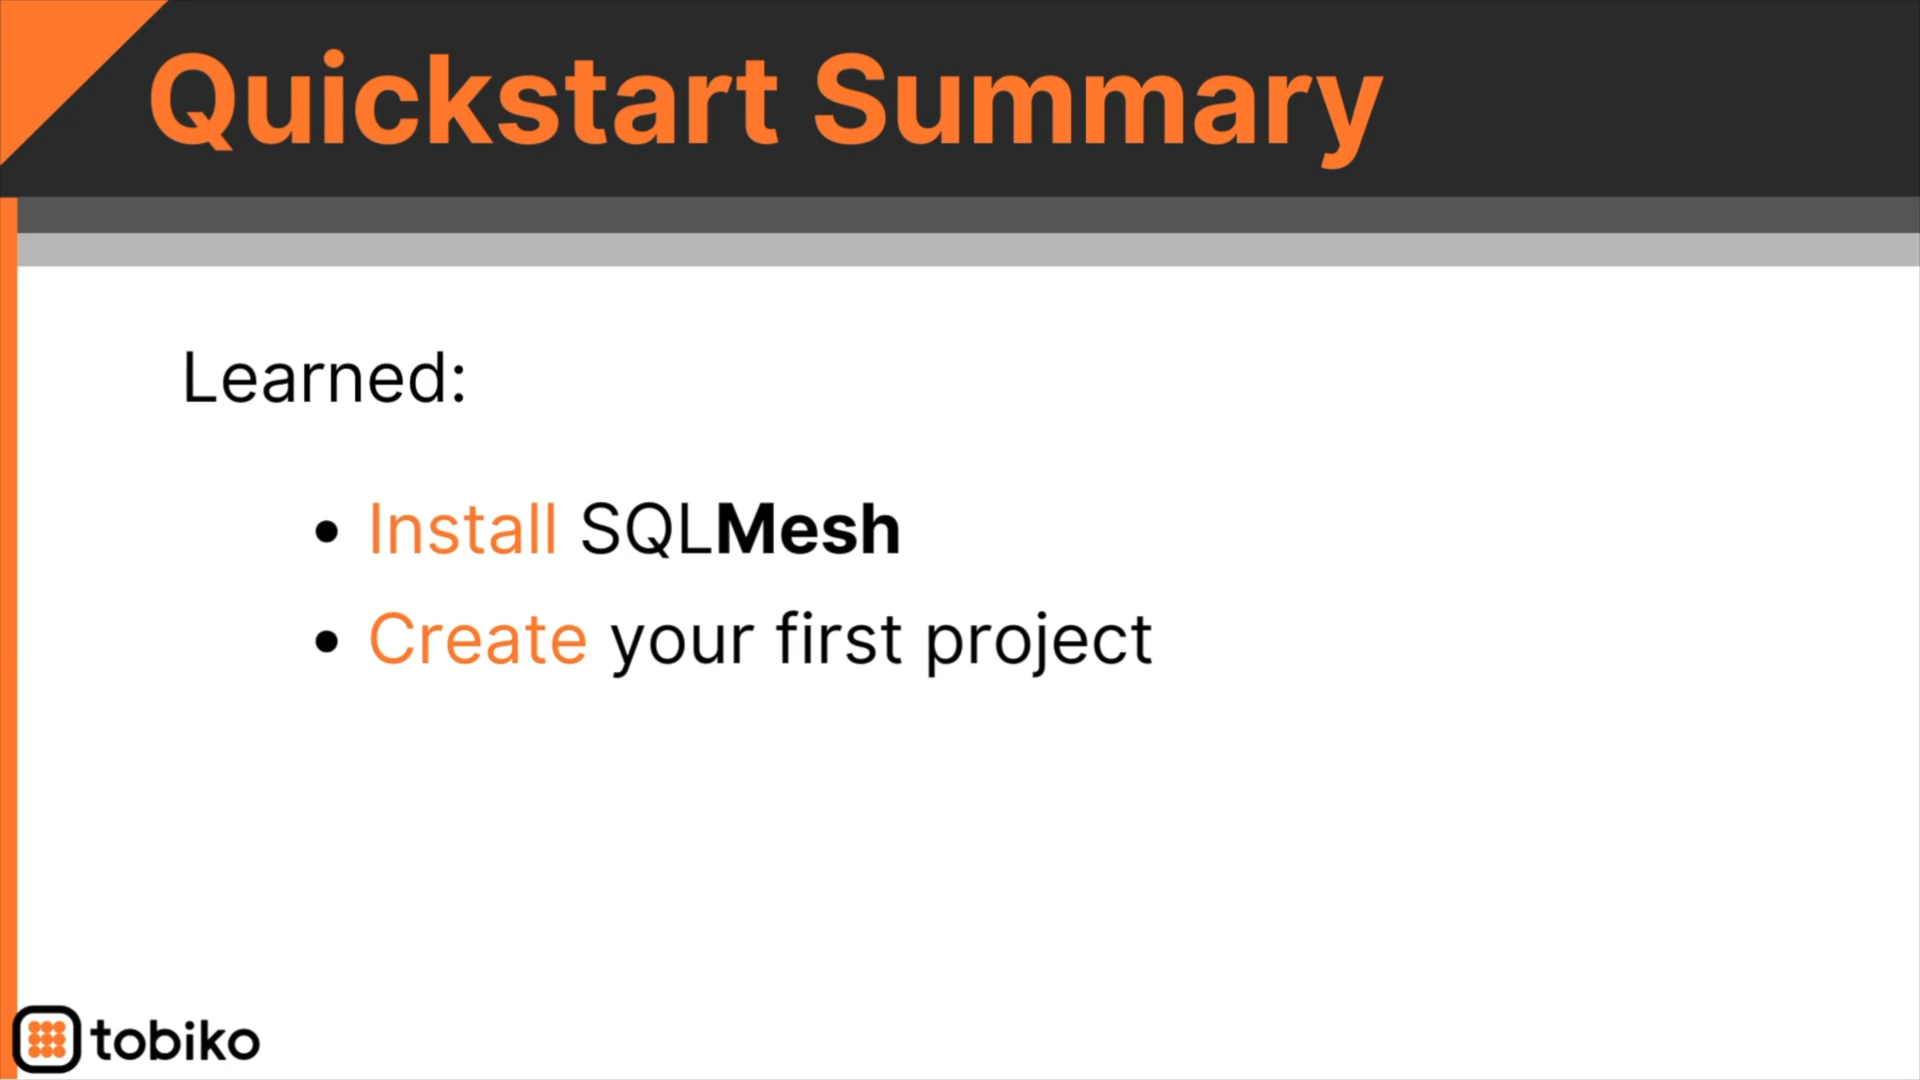 Quickstart Summary
Learned:
• Install SQLMesh
• Create your first project
tobiko